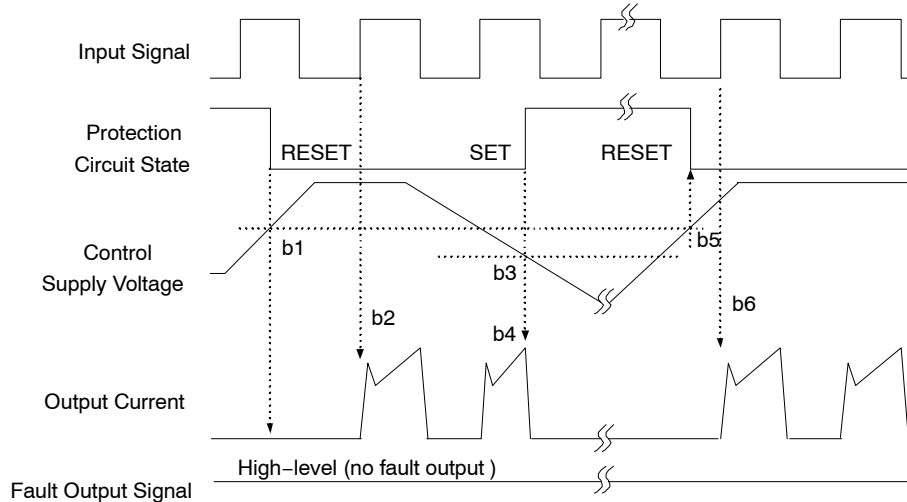 Input Signal
Protection
Circuit State
RESET
SET
RESET
b1
b5
b3
Control
Supply Voltage
b2
b4
b6
Output Current
High−level (no fault output )
Fault Output Signal